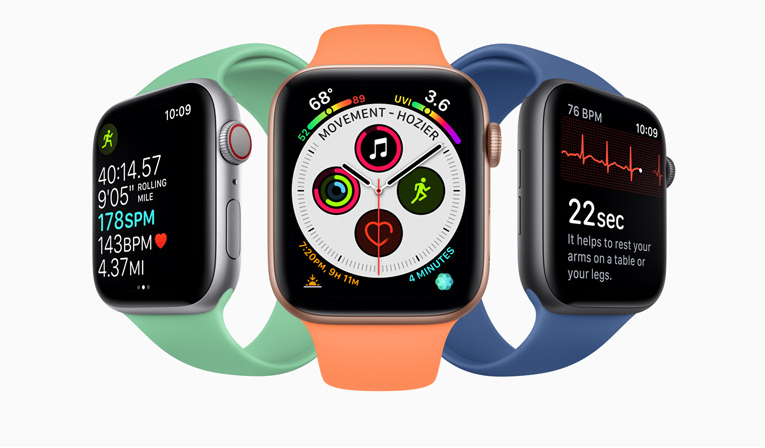 10:09
40:14.57
9'05" ROLLING MILE
178SPM
143BPM
4.37MI
68°
52
89
UVI
3.6
MOVEMENT - HOZIER
7:20PM, 9H 11M
4 MINUTES
76 BPM
10:09
22sec
It helps to rest your
arms on a table or
your legs.